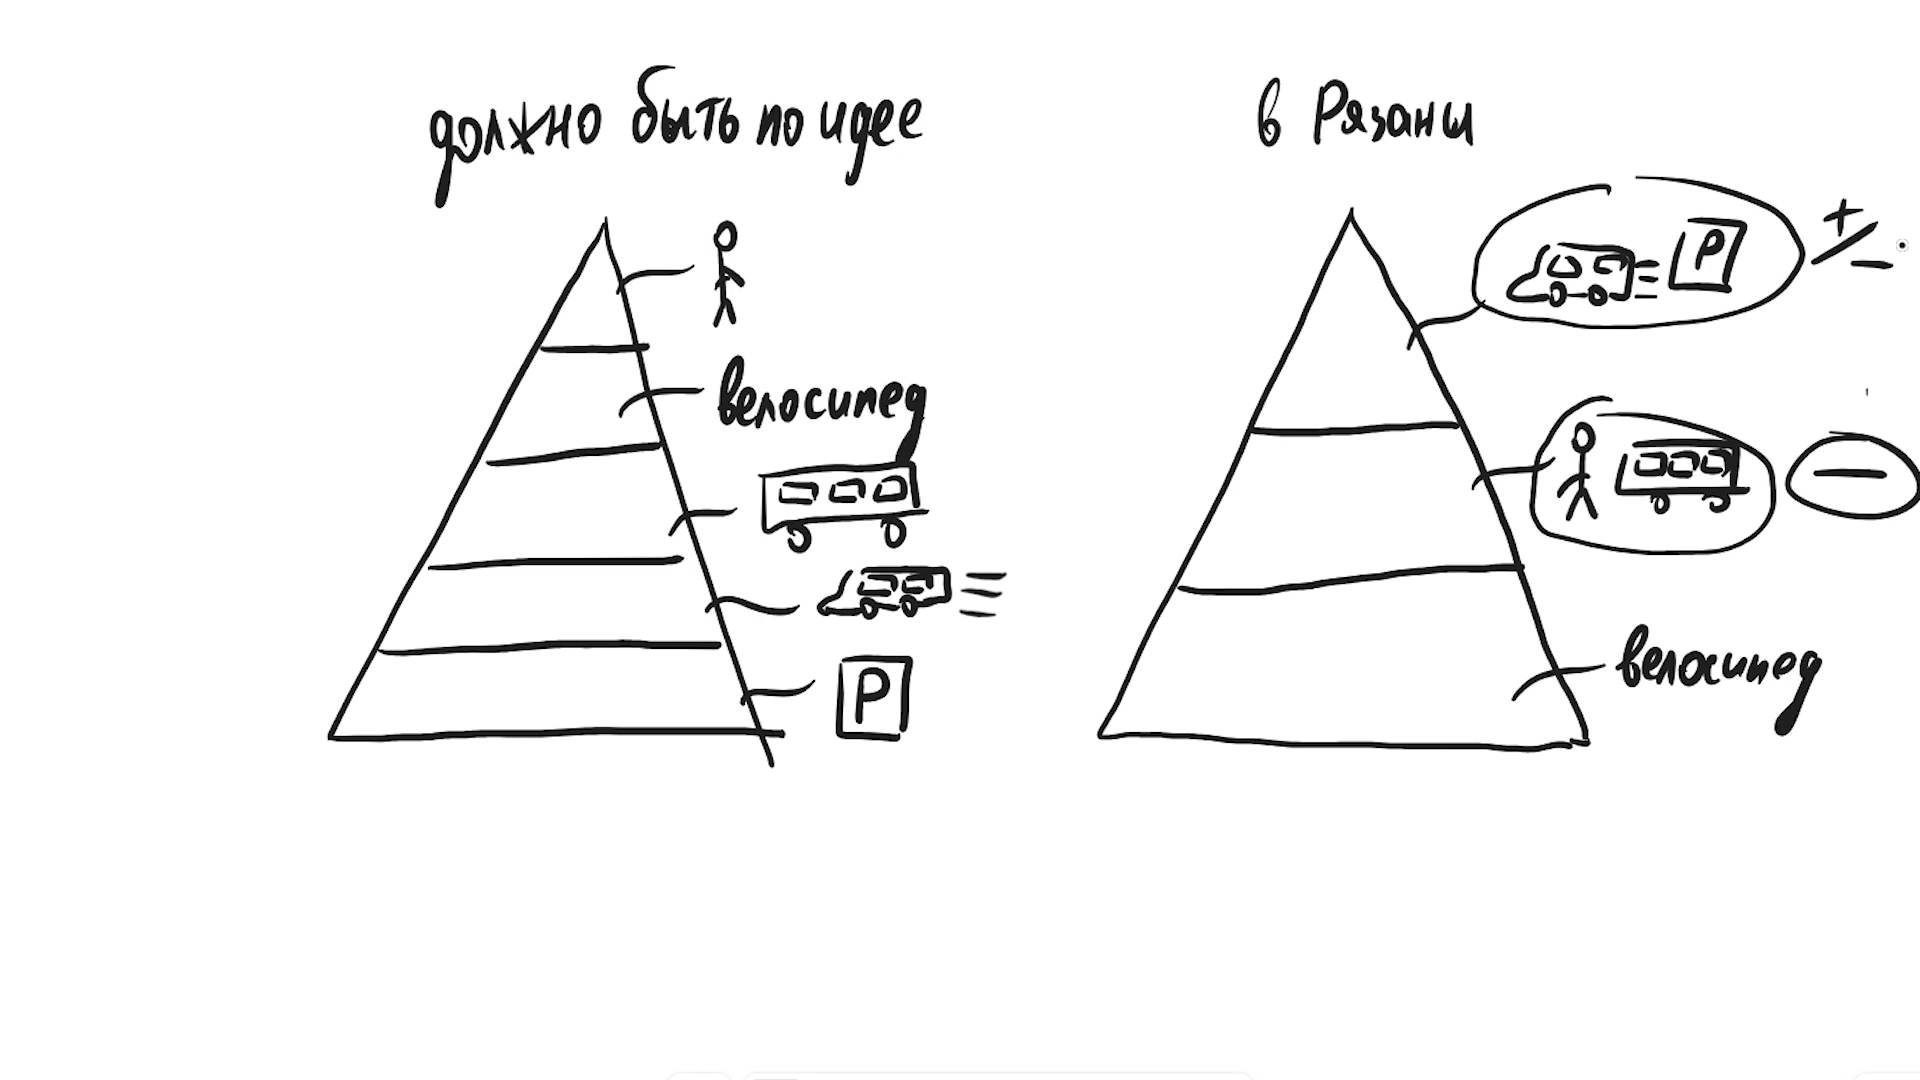 должно быть по идее
в Рязани
P
+/-
велосипед
-
P
велосипед